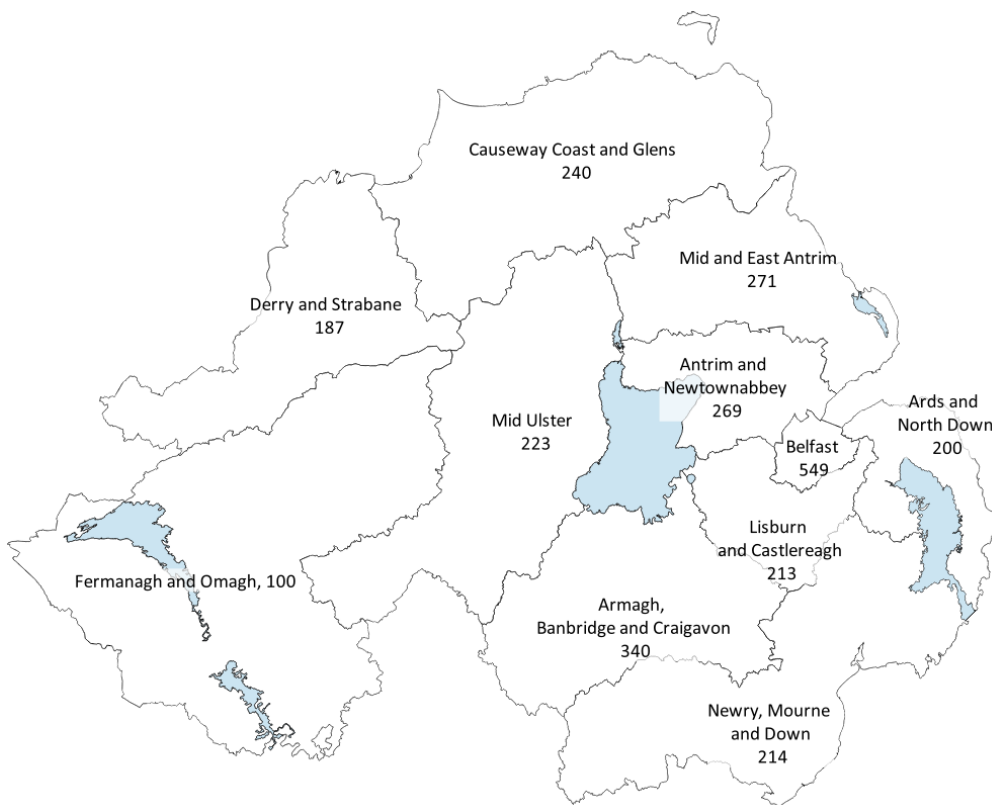 Causeway Coast and Glens
240
Mid and East Antrim
271
Derry and Strabane
187
Antrim and
Newtownabbey
269
Ards and
North Down
200
Mid Ulster
223
Belfast
549
Lisburn
and Castlereagh
213
Fermanagh and Omagh, 100
Armagh,
Banbridge and Craigavon
340
Newry, Mourne
and Down
214